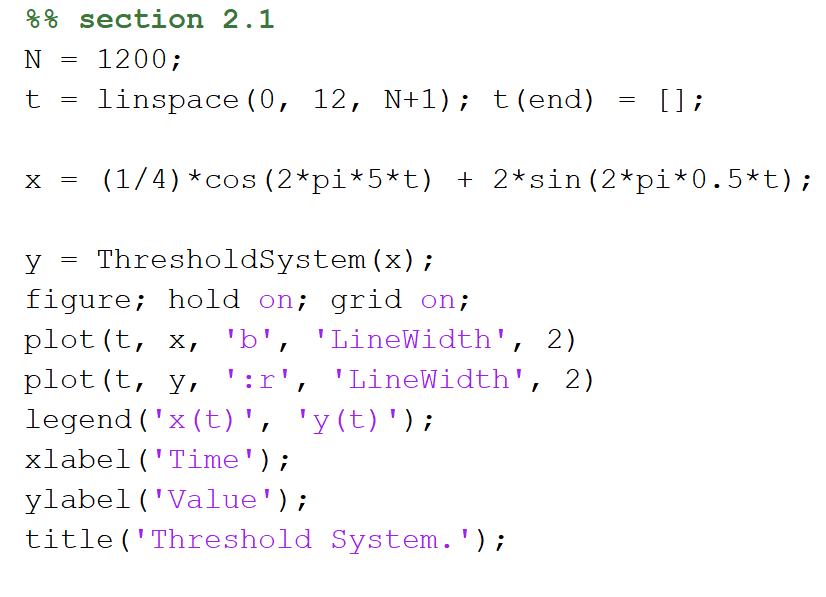 %% section 2.1
N = 1200;
t = linspace(0, 12, N+1); t(end) = [];
x = (1/4)*cos(2*pi*5*t) + 2*sin(2*pi*0.5*t);
y = ThresholdSystem(x);
figure; hold on; grid on;
plot(t, x, 'b', 'LineWidth', 2)
plot(t, y, ':r', 'LineWidth', 2)
legend('x(t)', 'y(t)');
xlabel('Time');
ylabel('Value');
title('Threshold System.');